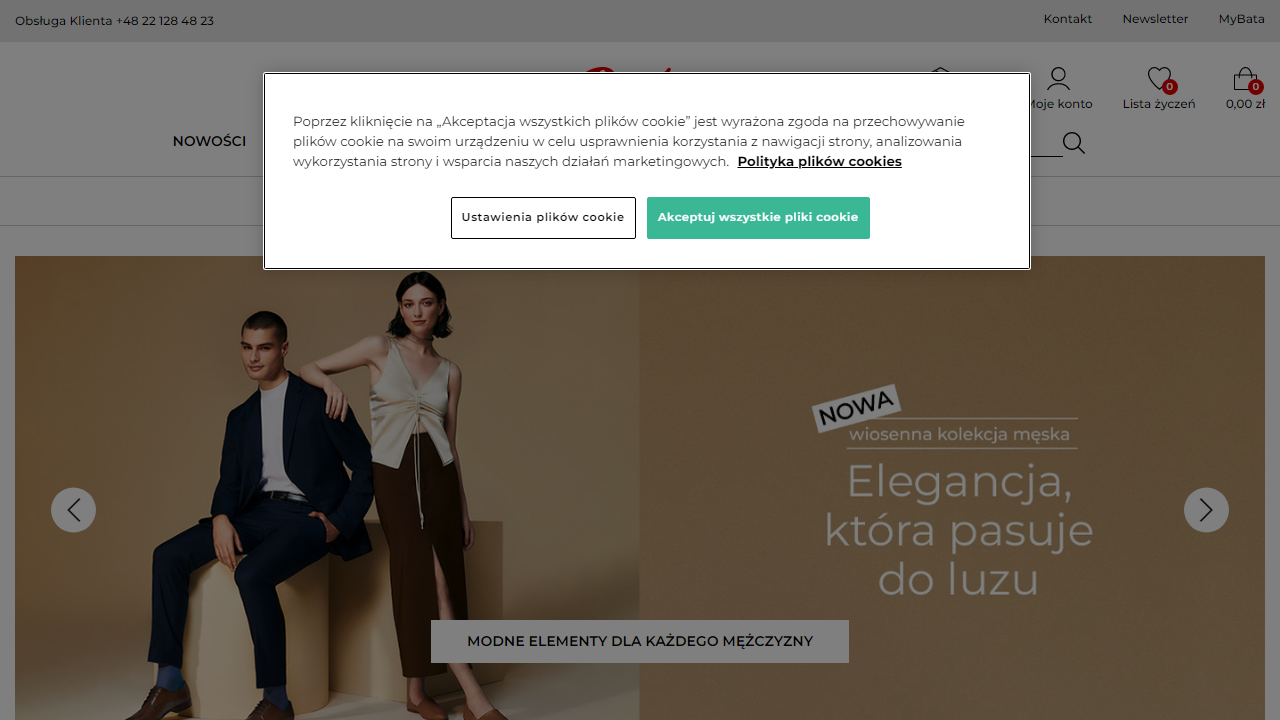 Obsługa Klienta +48 22 128 48 23
Kontakt
Newsletter
MyBata
Moje konto
0
Lista życzeń
0
0,00 zł
NOWOŚCI
Poprzez kliknięcie na „Akceptacja wszystkich plików cookie” jest wyrażona zgoda na przechowywanie
plików cookie na swoim urządzeniu w celu usprawnienia korzystania z nawigacji strony, analizowania
wykorzystania strony i wsparcia naszych działań marketingowych. Polityka plików cookies
Ustawienia plików cookie
Akceptuj wszystkie pliki cookie
NOWA
wiosenna kolekcja męska
Elegancja,
która pasuje
do luzu
MODNE ELEMENTY DLA KAŻDEGO MĘŻCZYZNY